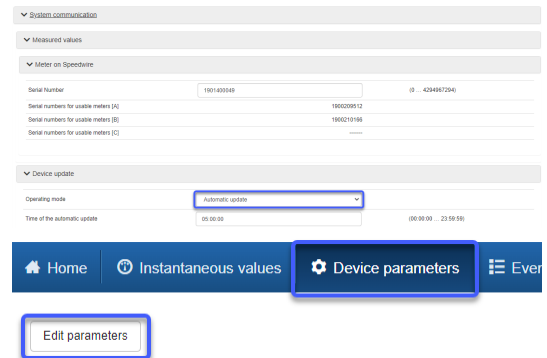 System communication
Measured values
Meter on Speedwire
Serial Number 1901400049 (0 ... 4294967294)
Serial numbers for usable meters [A] 1900209512
Serial numbers for usable meters [B] 1900210166
Serial numbers for usable meters [C] ------
Device update
Operating mode Automatic update
Time of the automatic update 05:00:00 (00:00:00 ... 23:59:59)
Home Instantaneous values Device parameters Ever
Edit parameters